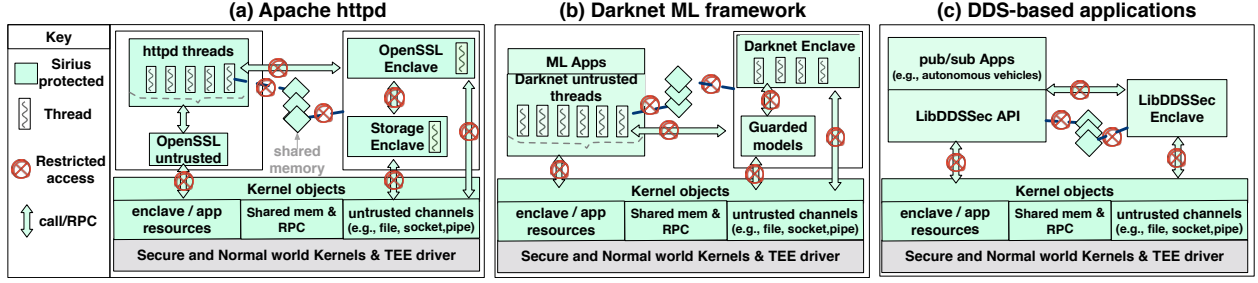 (a) Apache httpd
(b) Darknet ML framework
(c) DDS-based applications
Key
Sirius
protected
Thread
Restricted
access
call/RPC
httpd threads
OpenSSL
Enclave
OpenSSL
untrusted
Storage
Enclave
shared
memory
Kernel objects
enclave / app
resources
Shared mem &
RPC
untrusted channels
(e.g., file, socket,pipe)
Secure and Normal world Kernels & TEE driver
ML Apps
Darknet untrusted
threads
Darknet Enclave
Guarded
models
Kernel objects
enclave / app
resources
Shared mem &
RPC
untrusted channels
(e.g., file, socket,pipe)
Secure and Normal world Kernels & TEE driver
pub/sub Apps
(e.g., autonomous vehicles)
LibDDSSec API
LibDDSSec
Enclave
Kernel objects
enclave / app
resources
Shared mem &
RPC
untrusted channels
(e.g., file, socket,pipe)
Secure and Normal world Kernels & TEE driver